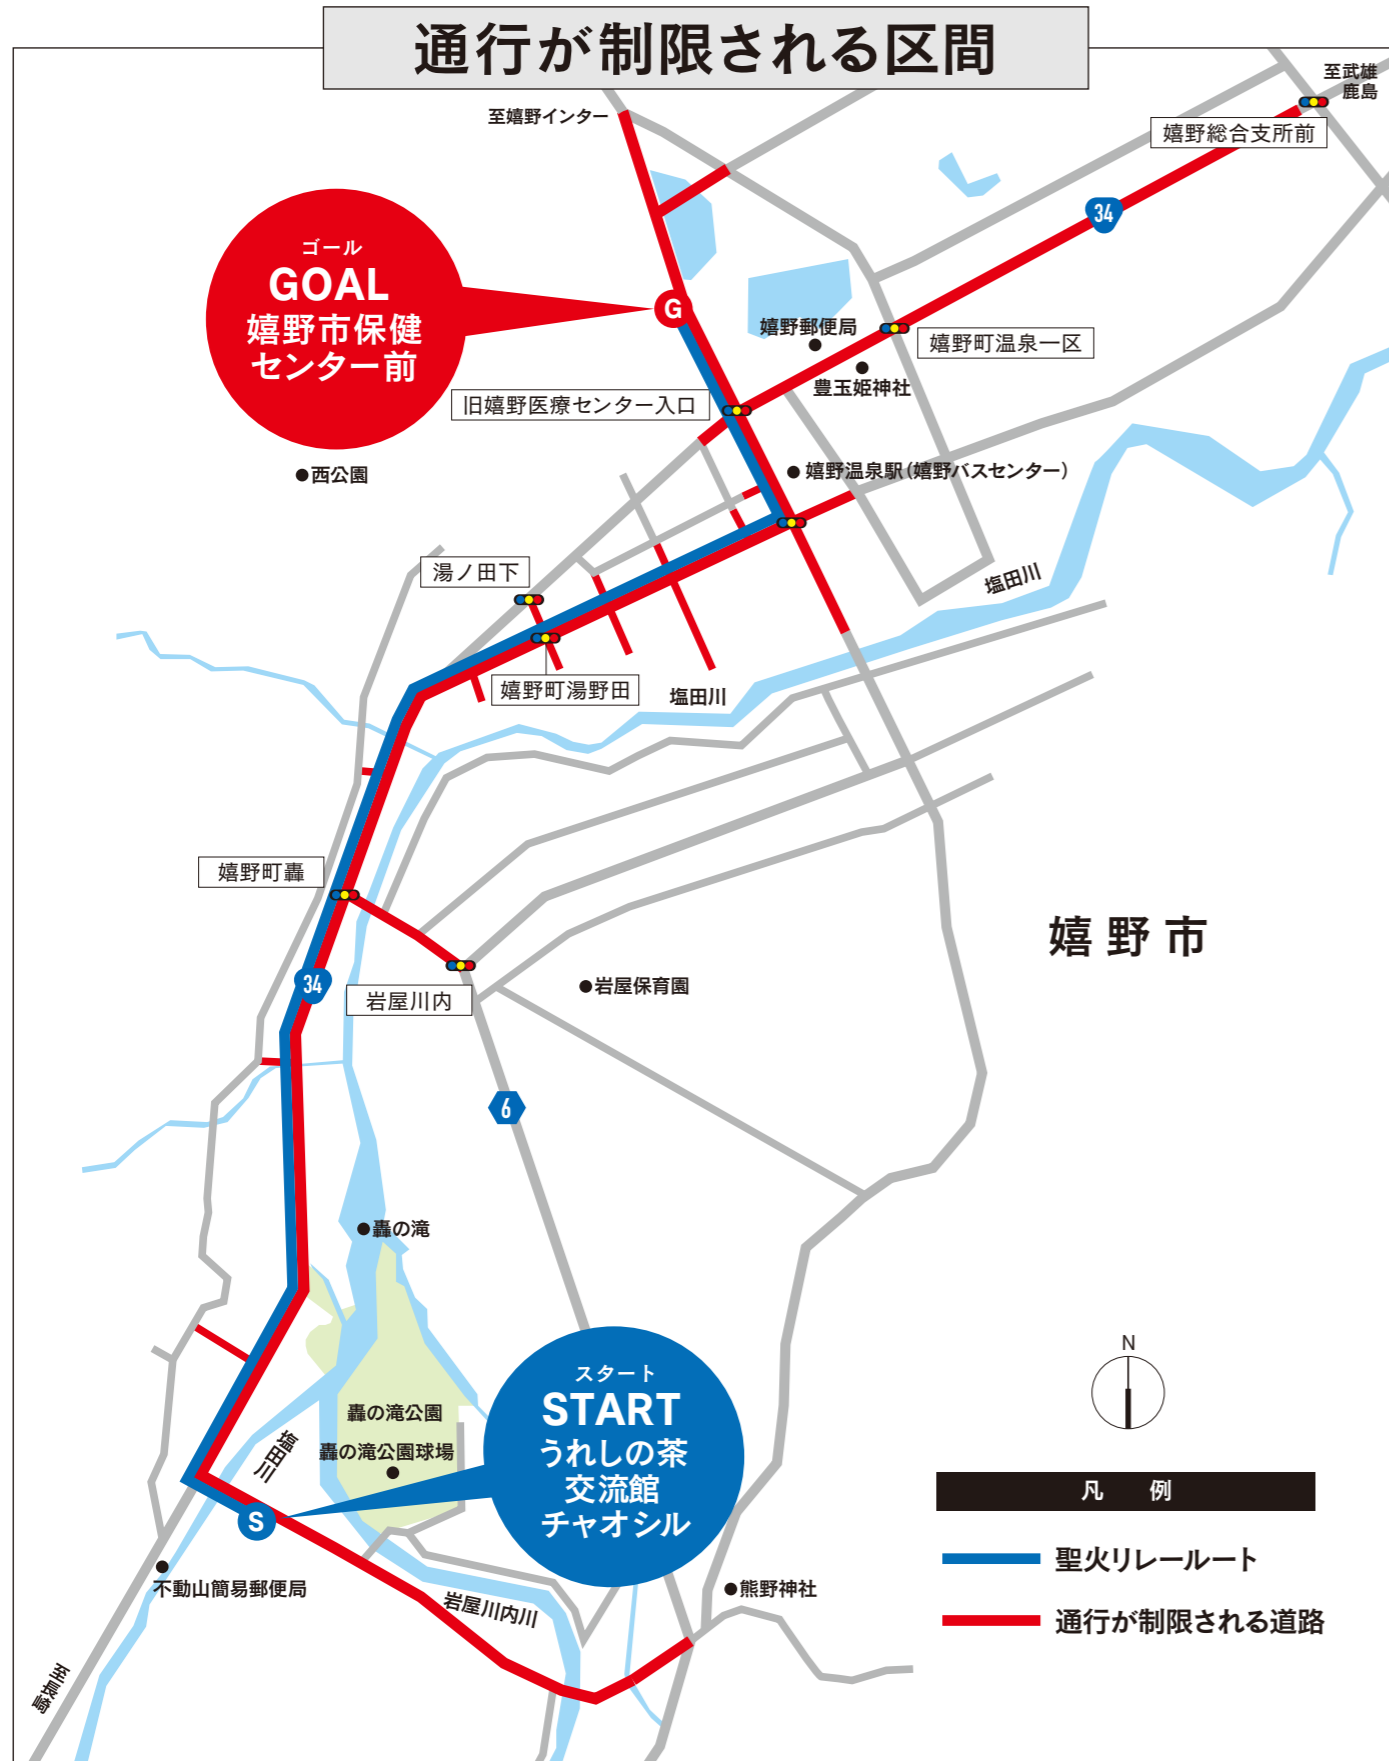 通行が制限される区間
至武雄
鹿島
至嬉野インター
嬉野総合支所前
34
ゴール
GOAL
嬉野市保健
センター前
G
嬉野郵便局
嬉野町温泉一区
豊玉姫神社
旧嬉野医療センター入口
西公園
嬉野温泉駅(嬉野バスセンター)
湯ノ田下
塩田川
嬉野町湯野田
塩田川
嬉野町轟
嬉野市
34
岩屋川内
岩屋保育園
6
轟の滝
N
スタート
START
うれしの茶
交流館
チャオシル
轟の滝公園
轟の滝公園球場
塩田川
S
凡例
聖火リレールート
不動山簡易郵便局
岩屋川内川
熊野神社
通行が制限される道路
至長崎